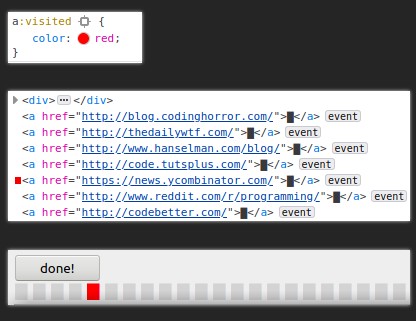 a:visited {
color: red;
}
<div>…</div>
<a href="http://blog.codinghorror.com/">█</a> event
<a href="http://thedailywtf.com/">█</a> event
<a href="http://www.hanselman.com/blog/">█</a> event
<a href="http://code.tutsplus.com/">█</a> event
<a href="https://news.ycombinator.com/">█</a> event
<a href="http://www.reddit.com/r/programming/">█</a> event
<a href="http://codebetter.com/">█</a> event
done!